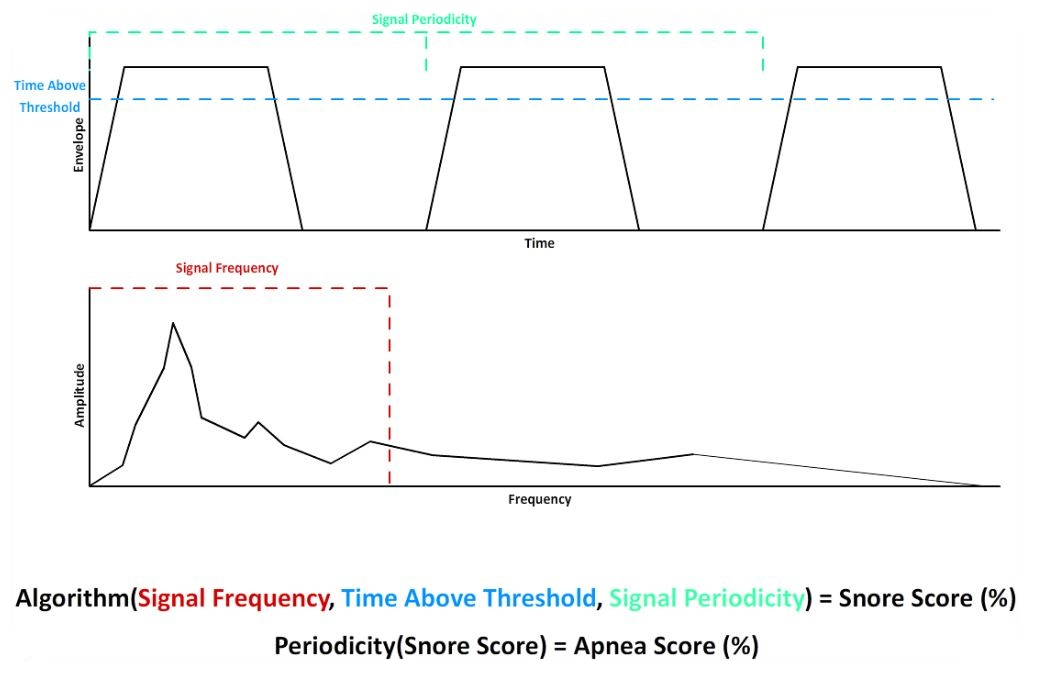 Signal Periodicity
Time Above
Threshold
Envelope
Time
Signal Frequency
Amplitude
Frequency
Algorithm(Signal Frequency, Time Above Threshold, Signal Periodicity) = Snore Score (%)
Periodicity(Snore Score) = Apnea Score (%)